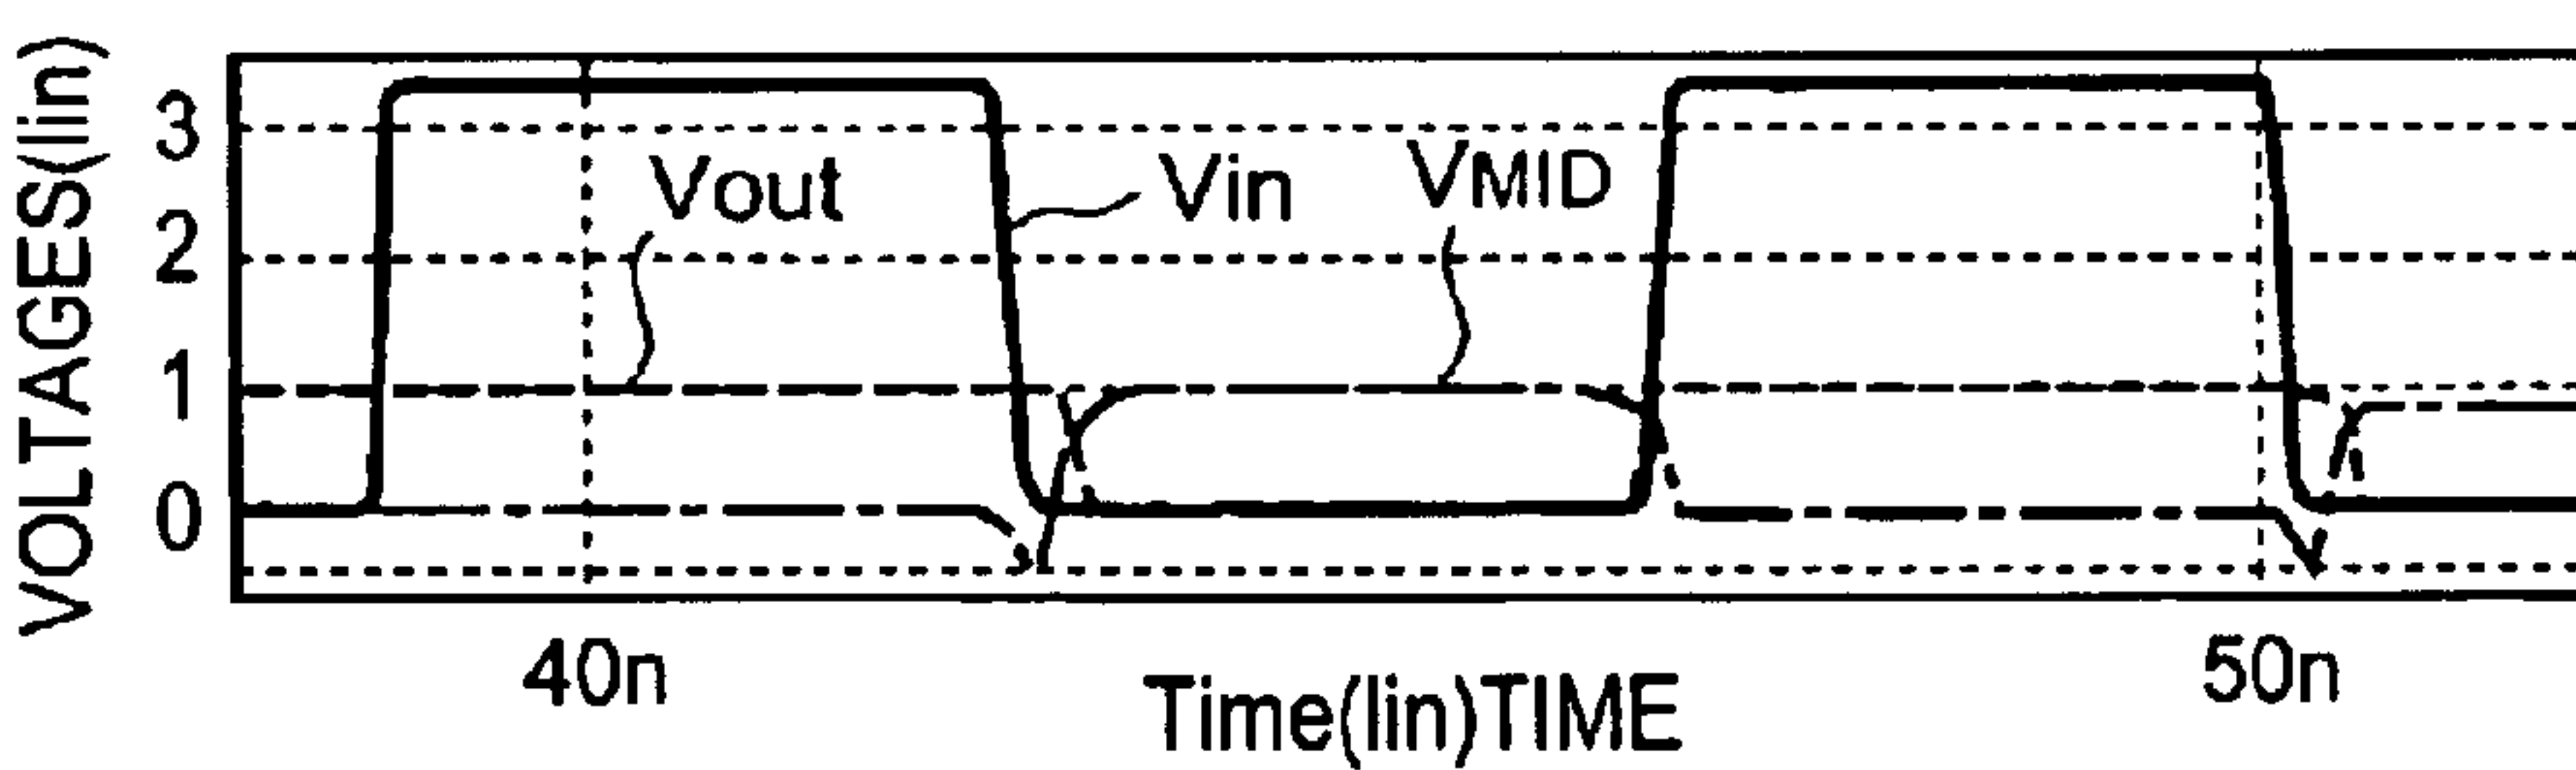 VOLTAGES(lin)
3
2
1
0
Vout
Vin
VMID
40n
50n
Time(lin)TIME